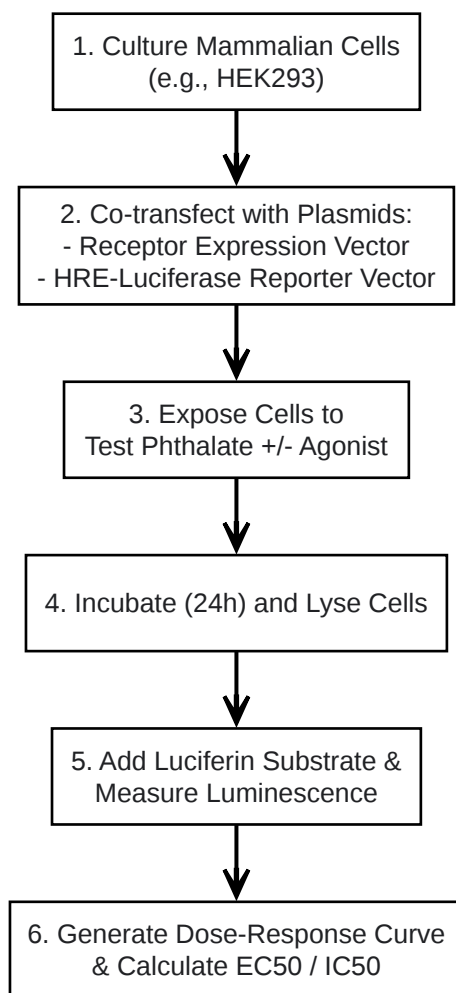 1. Culture Mammalian Cells
(e.g., HEK293)
2. Co-transfect with Plasmids:
- Receptor Expression Vector
- HRE-Luciferase Reporter Vector
3. Expose Cells to
Test Phthalate +/- Agonist
4. Incubate (24h) and Lyse Cells
5. Add Luciferin Substrate &
Measure Luminescence
6. Generate Dose-Response Curve
& Calculate EC50 / IC50